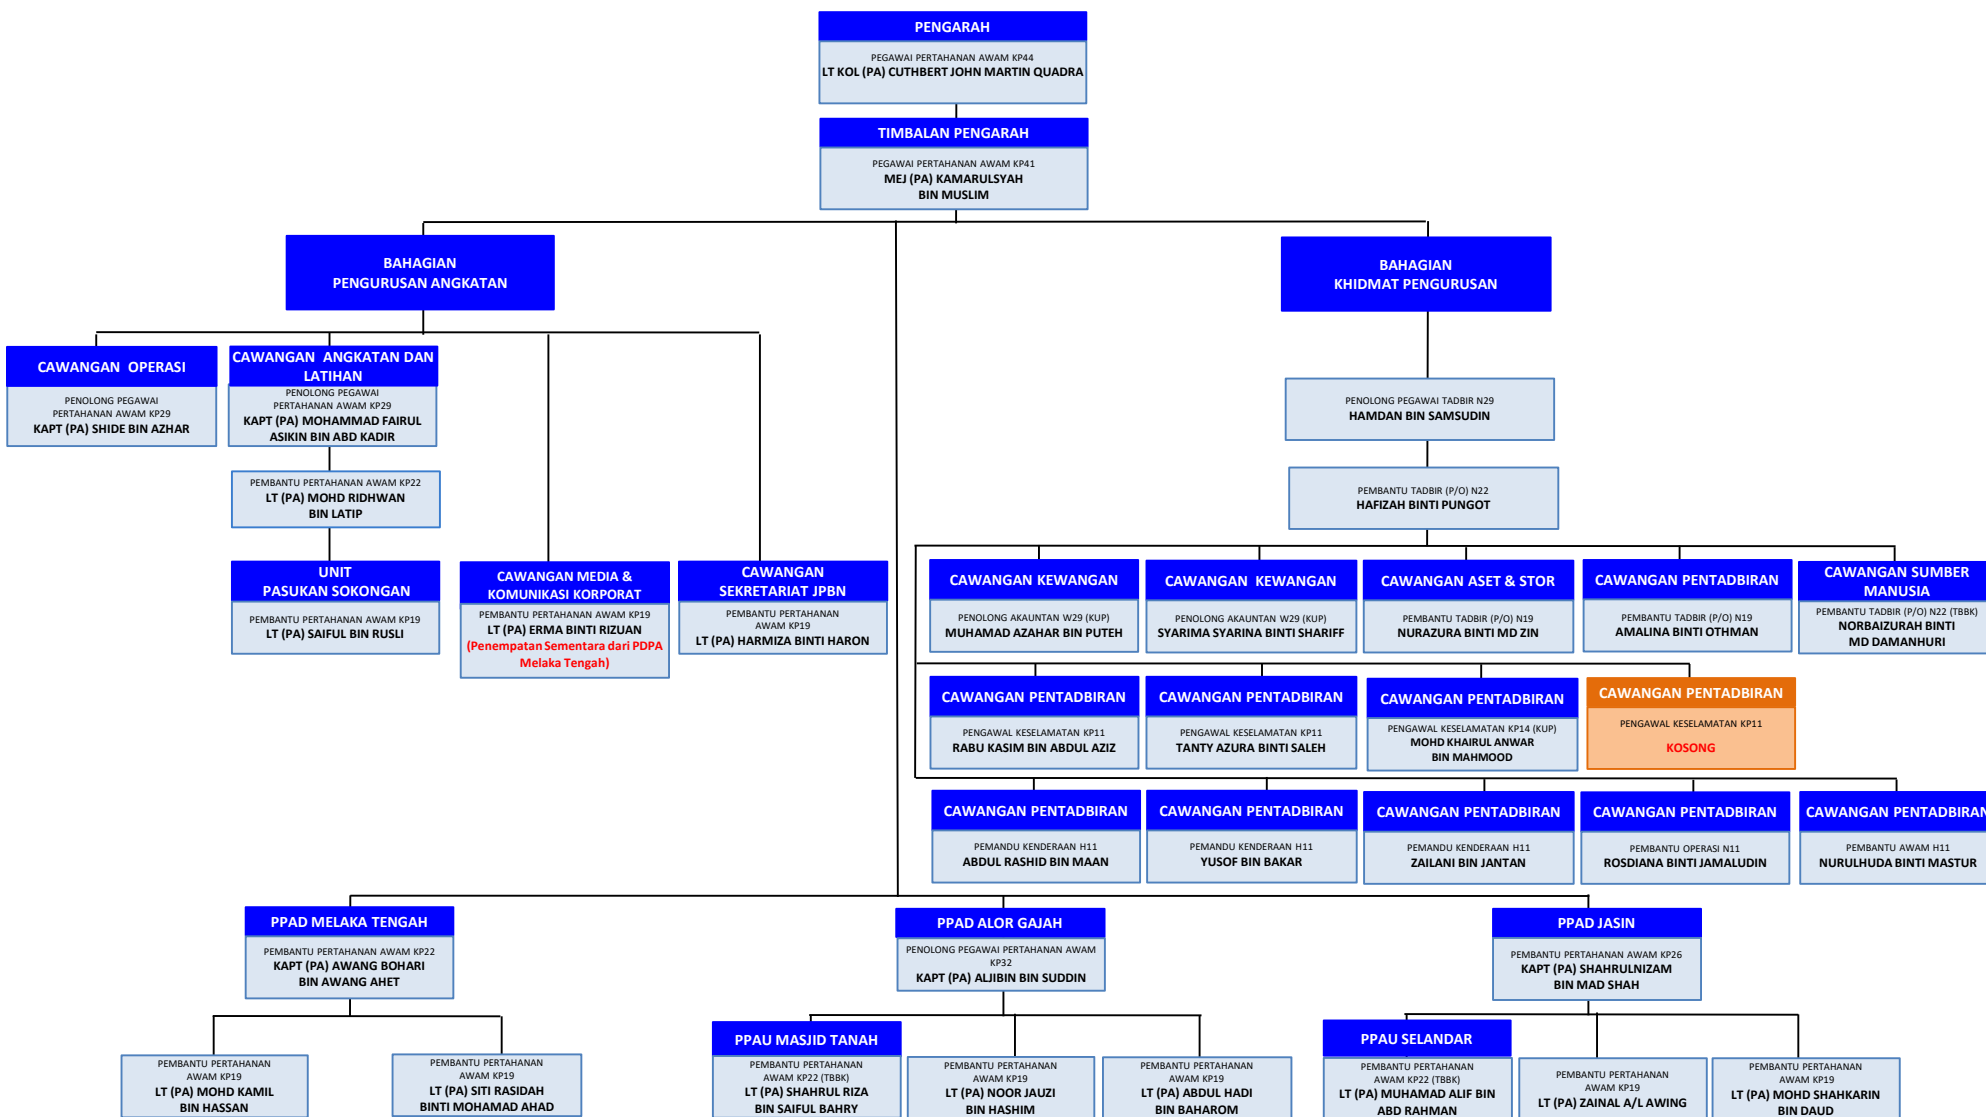 PENGARAH
PEGAWAI PERTAHANAN AWAM KP44
LT KOL (PA) CUTHBERT JOHN MARTIN QUADRA
TIMBALAN PENGARAH
PEGAWAI PERTAHANAN AWAM KP41
MEJ (PA) KAMARULSYAH
BIN MUSLIM
BAHAGIAN
PENGURUSAN ANGKATAN
BAHAGIAN
KHIDMAT PENGURUSAN
CAWANGAN OPERASI
PENOLONG PEGAWAI
PERTAHANAN AWAM KP29
KAPT (PA) SHIDE BIN AZHAR
CAWANGAN ANGKATAN DAN
LATIHAN
PENOLONG PEGAWAI
PERTAHANAN AWAM KP29
KAPT (PA) MOHAMMAD FAIRUL
ASIKIN BIN ABD KADIR
PEMBANTU PERTAHANAN AWAM KP22
LT (PA) MOHD RIDHWAN
BIN LATIP
UNIT
PASUKAN SOKONGAN
PEMBANTU PERTAHANAN AWAM KP19
LT (PA) SAIFUL BIN RUSLI
CAWANGAN MEDIA &
KOMUNIKASI KORPORAT
PEMBANTU PERTAHANAN AWAM KP19
LT (PA) ERMA BINTI RIZUAN
(Penempatan Sementara dari PDPA
Melaka Tengah)
CAWANGAN
SEKRETARIAT JPBN
PEMBANTU PERTAHANAN
AWAM KP19
LT (PA) HARMIZA BINTI HARON
PENOLONG PEGAWAI TADBIR N29
HAMDAN BIN SAMSUDIN
PEMBANTU TADBIR (P/O) N22
HAFIZAH BINTI PUNGOT
CAWANGAN KEWANGAN
PENOLONG AKAUNTAN W29 (KUP)
MUHAMAD AZAHAR BIN PUTEH
CAWANGAN KEWANGAN
PENOLONG AKAUNTAN W29 (KUP)
SYARIMA SYARINA BINTI SHARIFF
CAWANGAN ASET & STOR
PEMBANTU TADBIR (P/O) N19
NURAZURA BINTI MD ZIN
CAWANGAN PENTADBIRAN
PEMBANTU TADBIR (P/O) N19
AMALINA BINTI OTHMAN
CAWANGAN SUMBER
MANUSIA
PEMBANTU TADBIR (P/O) N22 (TBBK)
NORBAIZURAH BINTI
MD DAMANHURI
CAWANGAN PENTADBIRAN
PENGAWAL KESELAMATAN KP11
RABU KASIM BIN ABDUL AZIZ
CAWANGAN PENTADBIRAN
PENGAWAL KESELAMATAN KP11
TANTY AZURA BINTI SALEH
CAWANGAN PENTADBIRAN
PENGAWAL KESELAMATAN KP14 (KUP)
MOHD KHAIRUL ANWAR
BIN MAHMOOD
CAWANGAN PENTADBIRAN
PENGAWAL KESELAMATAN KP11
KOSONG
CAWANGAN PENTADBIRAN
PEMANDU KENDERAAN H11
ABDUL RASHID BIN MAAN
CAWANGAN PENTADBIRAN
PEMANDU KENDERAAN H11
YUSOF BIN BAKAR
CAWANGAN PENTADBIRAN
PEMANDU KENDERAAN H11
ZAILANI BIN JANTAN
CAWANGAN PENTADBIRAN
PEMBANTU OPERASI N11
ROSDIANA BINTI JAMALUDIN
CAWANGAN PENTADBIRAN
PEMBANTU AWAM H11
NURULHUDA BINTI MASTUR
PPAD MELAKA TENGAH
PEMBANTU PERTAHANAN AWAM KP22
KAPT (PA) AWANG BOHARI
BIN AWANG AHET
PEMBANTU PERTAHANAN
AWAM KP19
LT (PA) MOHD KAMIL
BIN HASSAN
PEMBANTU PERTAHANAN
AWAM KP19
LT (PA) SITI RASIDAH
BINTI MOHAMAD AHAD
PPAD ALOR GAJAH
PENOLONG PEGAWAI PERTAHANAN AWAM
KP32
KAPT (PA) ALJIBIN BIN SUDDIN
PPAU MASJID TANAH
PEMBANTU PERTAHANAN
AWAM KP22 (TBBK)
LT (PA) SHAHRUL RIZA
BIN SAIFUL BAHRY
PEMBANTU PERTAHANAN
AWAM KP19
LT (PA) NOOR JAUZI
BIN HASHIM
PEMBANTU PERTAHANAN
AWAM KP19
LT (PA) ABDUL HADI
BIN BAHAROM
PPAD JASIN
PEMBANTU PERTAHANAN AWAM KP26
KAPT (PA) SHAHRULNIZAM
BIN MAD SHAH
PPAU SELANDAR
PEMBANTU PERTAHANAN
AWAM KP22 (TBBK)
LT (PA) MUHAMAD ALIF BIN
ABD RAHMAN
PEMBANTU PERTAHANAN
AWAM KP19
LT (PA) ZAINAL A/L AWING
PEMBANTU PERTAHANAN
AWAM KP19
LT (PA) MOHD SHAHKARIN
BIN DAUD